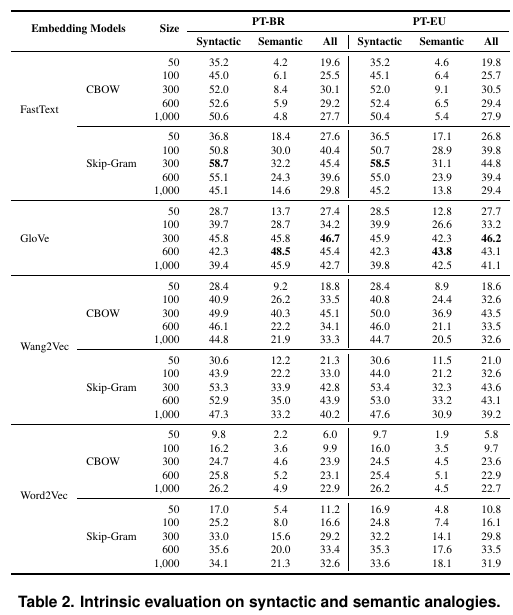 Embedding Models Size PT-BR PT-EU
Syntactic Semantic All Syntactic Semantic All
FastText
CBOW
50 35.2 4.2 19.6 35.2 4.6 19.8
100 45.0 6.1 25.5 45.1 6.4 25.7
300 52.0 8.4 30.1 52.0 9.1 30.5
600 52.6 5.9 29.2 52.4 6.5 29.4
1,000 50.6 4.8 27.7 50.4 5.4 27.9
Skip-Gram
50 36.8 18.4 27.6 36.5 17.1 26.8
100 50.8 30.0 40.4 50.7 28.9 39.8
300 58.7 32.2 45.4 58.5 31.1 44.8
600 55.1 24.3 39.6 55.0 23.9 39.4
1,000 45.1 14.6 29.8 45.2 13.8 29.4
GloVe
50 28.7 13.7 27.4 28.5 12.8 27.7
100 39.7 28.7 34.2 39.9 26.6 33.2
300 45.8 45.8 46.7 45.9 42.3 46.2
600 42.3 48.5 45.4 42.3 43.8 43.1
1,000 39.4 45.9 42.7 39.8 42.5 41.1
Wang2Vec
CBOW
50 28.4 9.2 18.8 28.4 8.9 18.6
100 40.9 26.2 33.5 40.8 24.4 32.6
300 49.9 40.3 45.1 50.0 36.9 43.5
600 46.1 22.2 34.1 46.0 21.1 33.5
1,000 44.8 21.9 33.3 44.7 20.5 32.6
Skip-Gram
50 30.6 12.2 21.3 30.6 11.5 21.0
100 43.9 22.2 33.0 44.0 21.2 32.6
300 53.3 33.9 42.8 53.4 32.3 43.6
600 52.9 35.0 43.9 53.0 33.2 43.1
1,000 47.3 33.2 40.2 47.6 30.9 39.2
Word2Vec
CBOW
50 9.8 2.2 6.0 9.7 1.9 5.8
100 16.2 3.6 9.9 16.0 3.5 9.7
300 24.7 4.6 23.9 24.5 4.5 23.6
600 25.8 5.2 23.1 25.4 5.1 22.9
1,000 26.2 4.9 22.9 26.2 4.5 22.7
Skip-Gram
50 17.0 5.4 11.2 16.9 4.8 10.8
100 25.2 8.0 16.6 24.8 7.4 16.1
300 33.0 15.6 29.2 32.2 14.1 29.8
600 35.6 20.0 33.4 35.3 17.6 33.5
1,000 34.1 21.3 32.6 33.6 18.1 31.9
Table 2. Intrinsic evaluation on syntactic and semantic analogies.